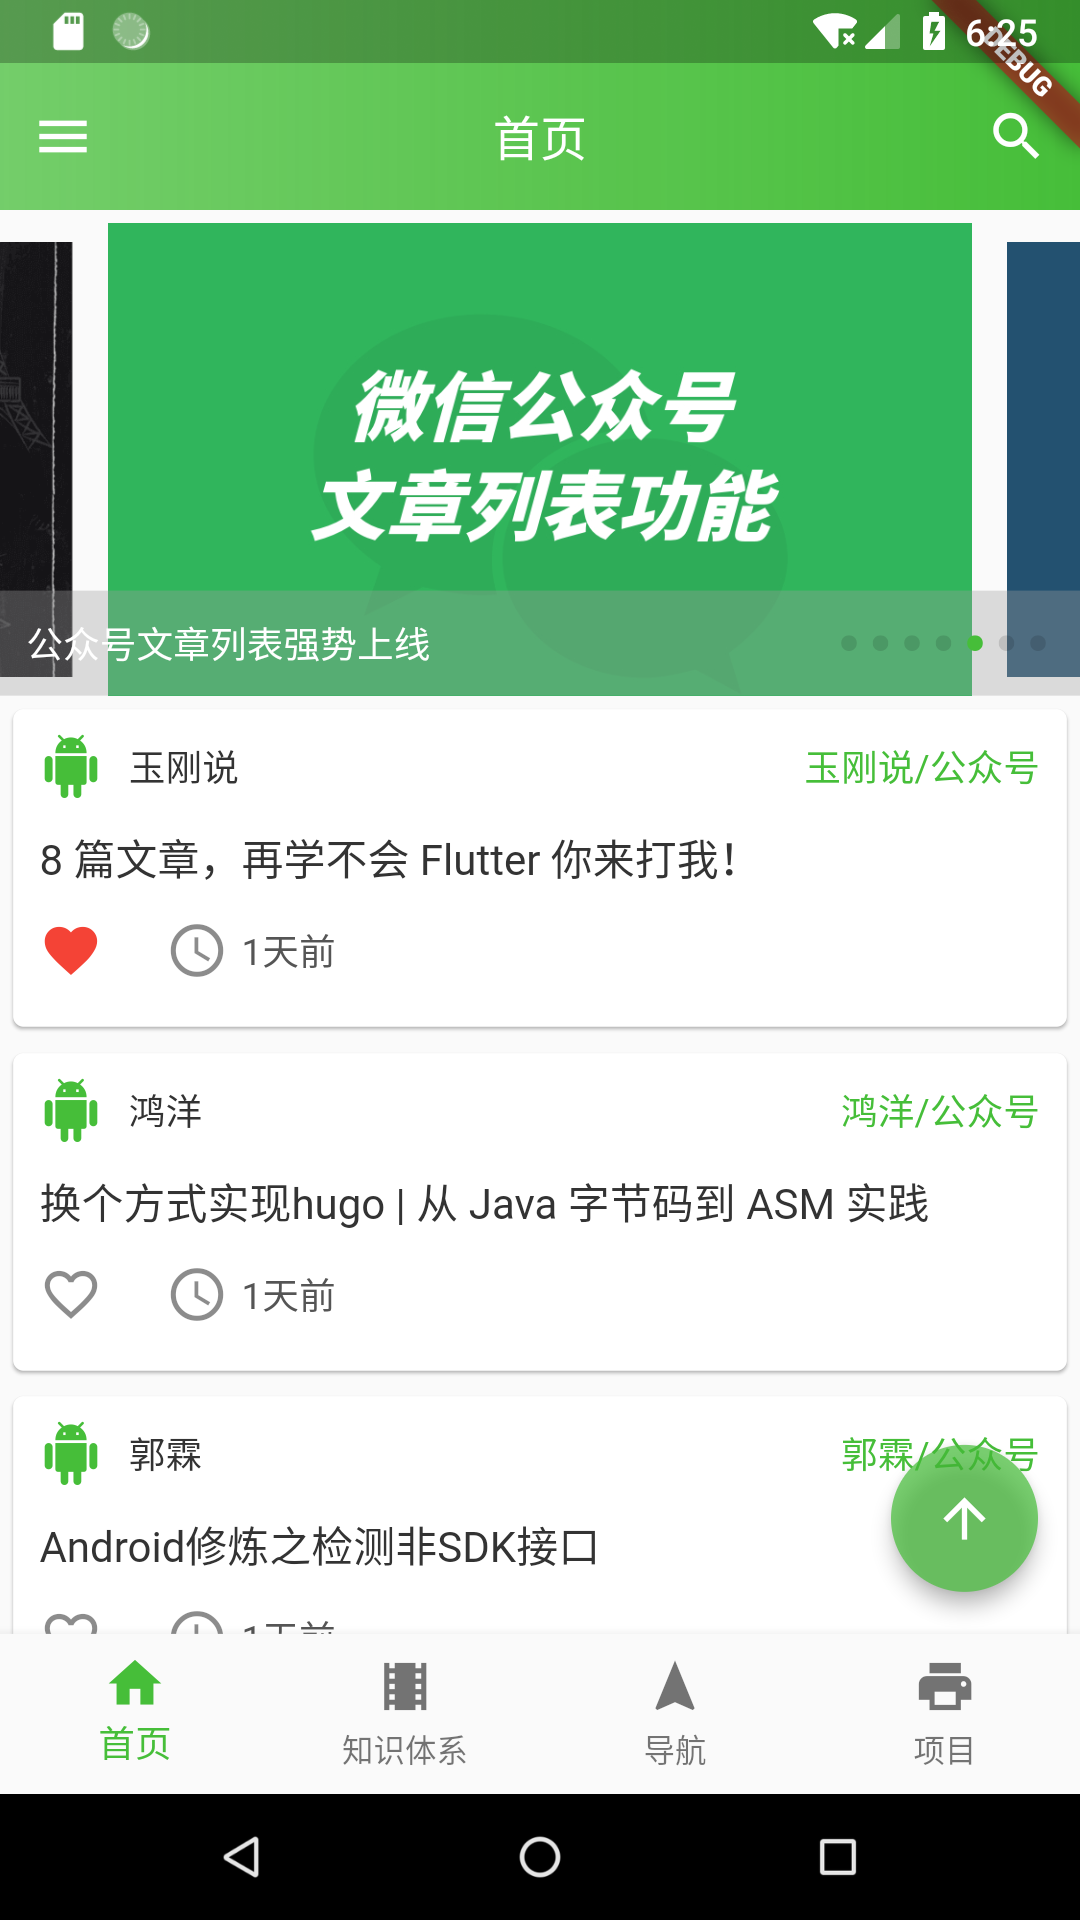 6:25
DEBUG
首页
微信公众号
文章列表功能
公众号文章列表强势上线
玉刚说
玉刚说/公众号
8 篇文章，再学不会 Flutter 你来打我！
1天前
鸿洋
鸿洋/公众号
换个方式实现hugo | 从 Java 字节码到 ASM 实践
1天前
郭霖
郭霖/公众号
Android修炼之检测非SDK接口
1天前
首页
知识体系
导航
项目